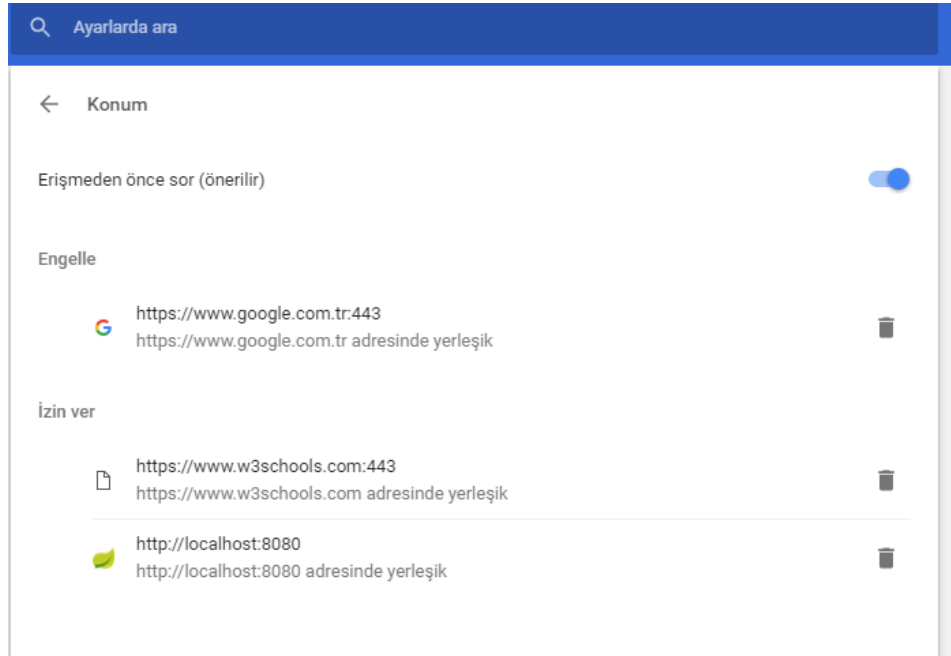 Ayarlarda ara
Konum
Erişmeden önce sor (önerilir)
Engelle
https://www.google.com.tr:443
https://www.google.com.tr adresinde yerleşik
İzin ver
https://www.w3schools.com:443
https://www.w3schools.com adresinde yerleşik
http://localhost:8080
http://localhost:8080 adresinde yerleşik